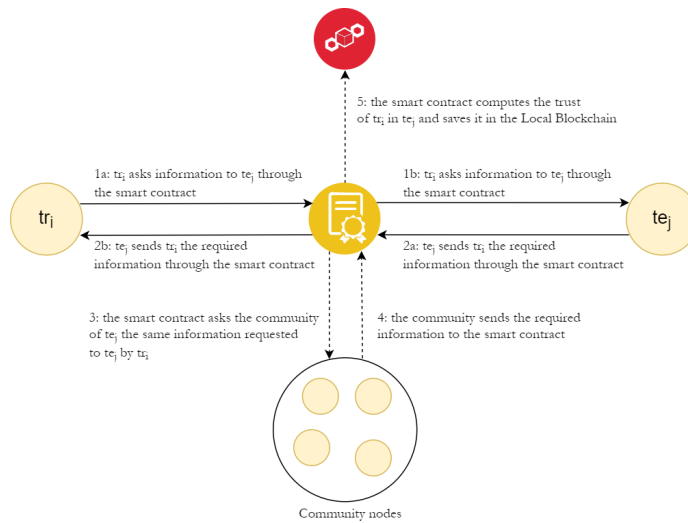 5: the smart contract computes the trust
of trᵢ in teⱼ and saves it in the Local Blockchain
1a: trᵢ asks information to teⱼ through
the smart contract
1b: trᵢ asks information to teⱼ through
the smart contract
trᵢ
teⱼ
2b: teⱼ sends trᵢ the required
information through the smart contract
2a: teⱼ sends trᵢ the required
information through the smart contract
3: the smart contract asks the community
of teⱼ the same information requested
to teⱼ by trᵢ
4: the community sends the required
information to the smart contract
Community nodes